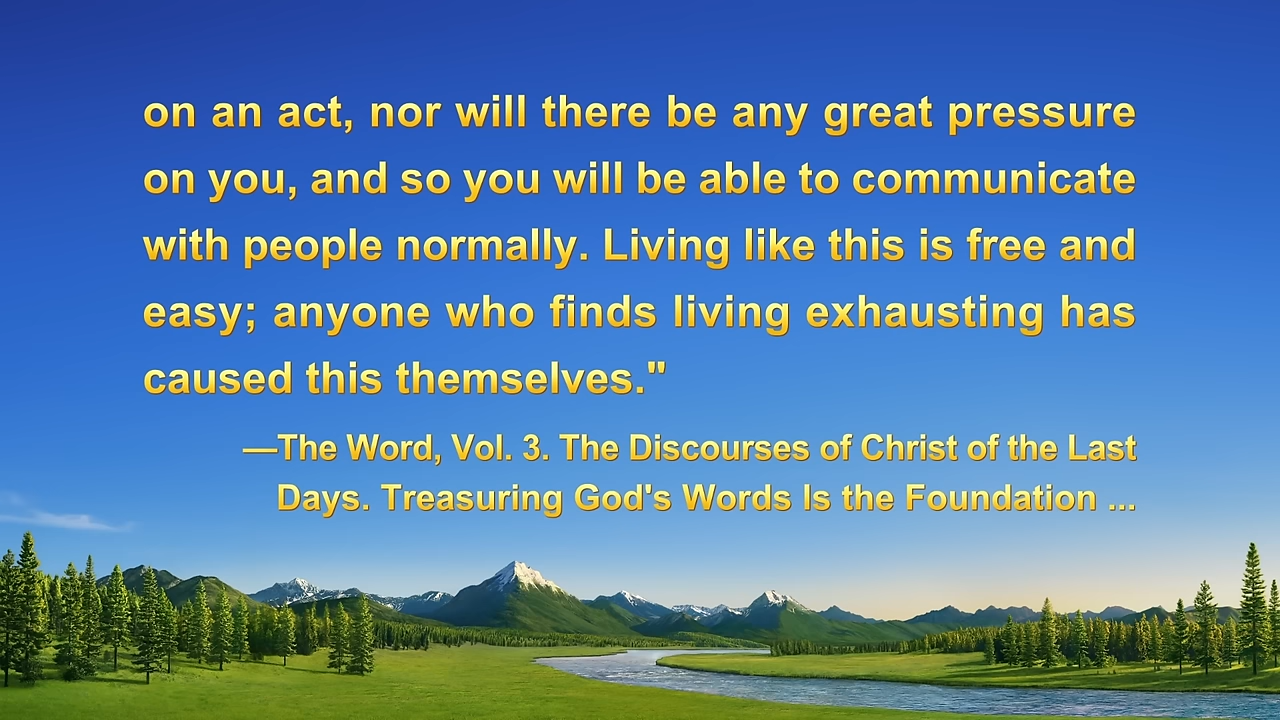 on an act, nor will there be any great pressure
on you, and so you will be able to communicate
with people normally. Living like this is free and
easy; anyone who finds living exhausting has
caused this themselves."
—The Word, Vol. 3. The Discourses of Christ of the Last
Days. Treasuring God's Words Is the Foundation ...